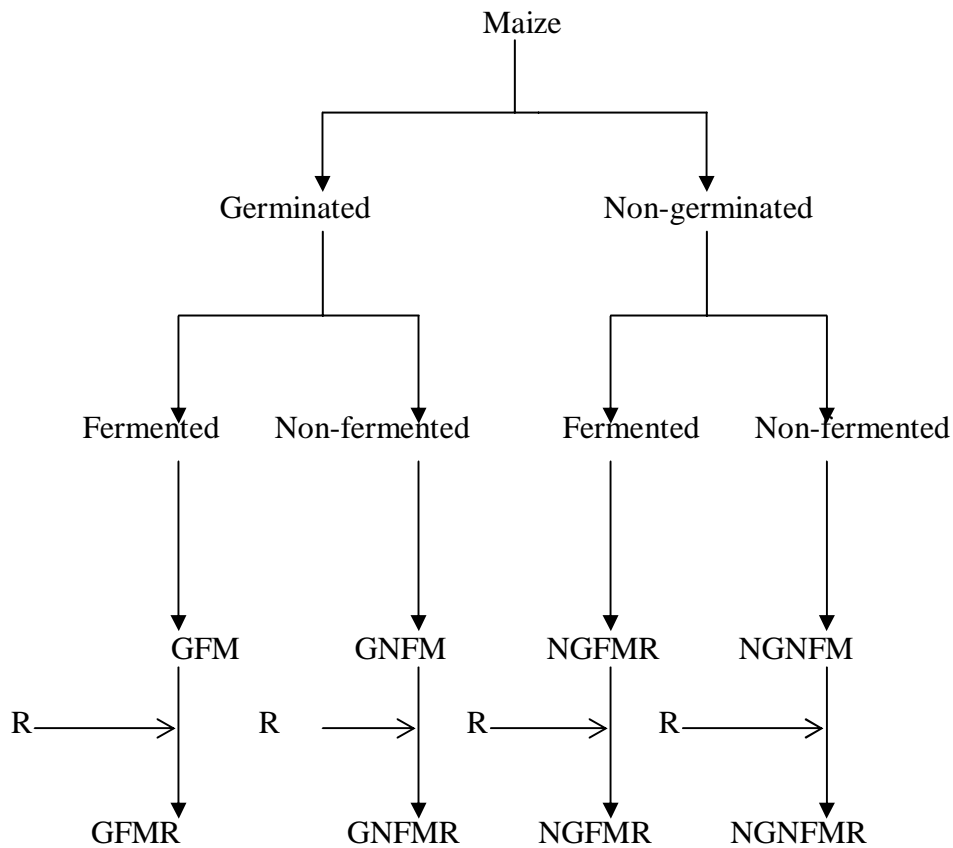 Maize
Germinated Non-germinated
Fermented Non-fermented Fermented Non-fermented
GFM GNFM NGFMR NGNFM
R R R R
GFMR GNFMR NGFMR NGNFMR